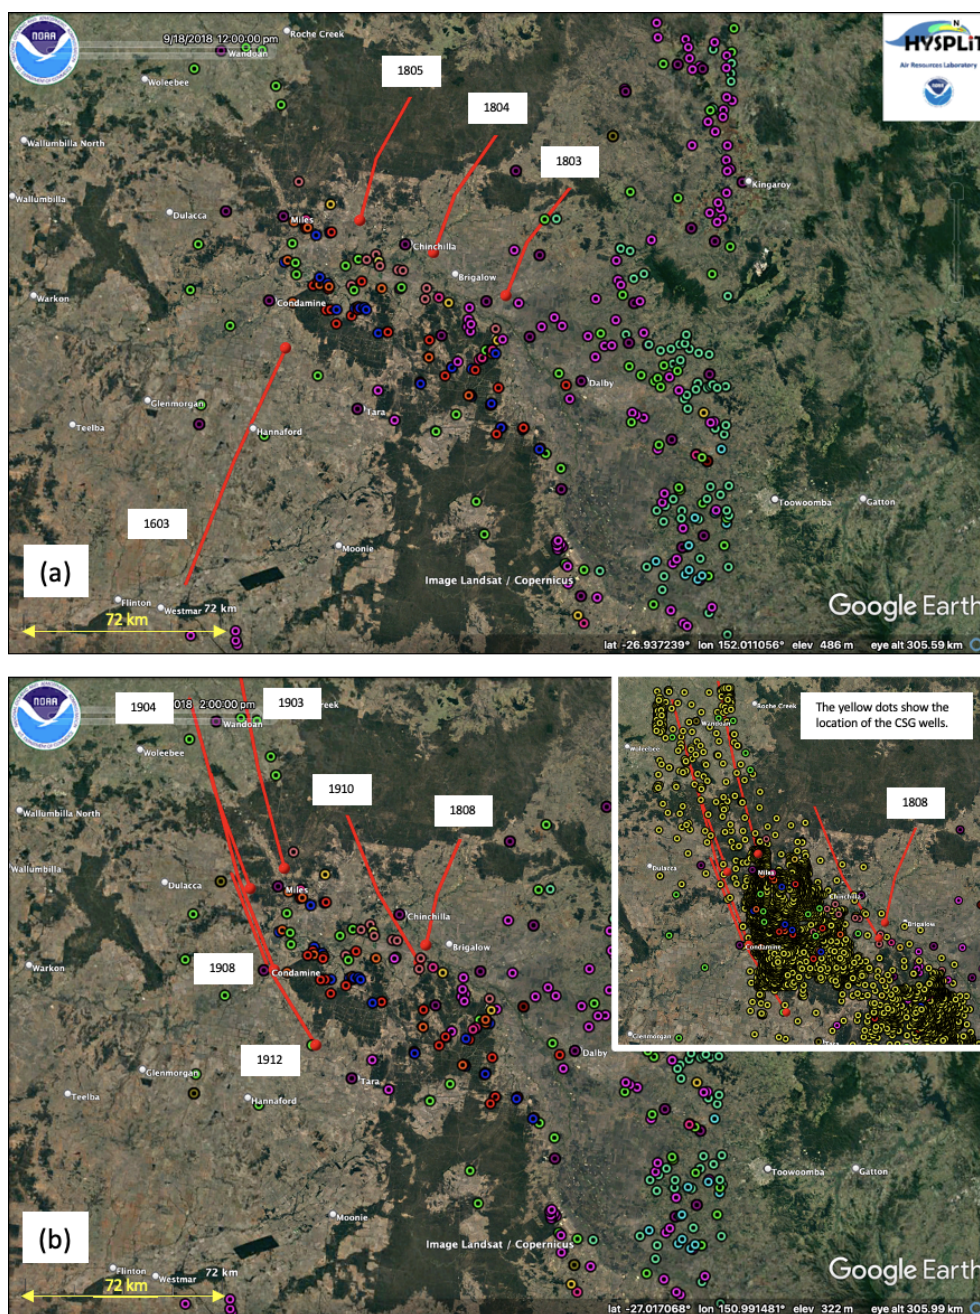 NOAA
9/18/2018 12:00:00 pm
Roche Creek
N
HYSPLIT
Air Resources Laboratory
Wandoan
Woleebee
1805
1804
1803
Wallumbilla North
Wallumbilla
Dulacca
Miles
Kingaroy
Chinchilla
Brigalow
Warkon
Condamine
Dalby
Glenmorgan
Tara
Teelba
Hannaford
Toowoomba
Gatton
1603
Moonie
(a)
Image Landsat / Copernicus
Flinton
Westmar
72 km
72 km
Google Earth
lat -26.937239° lon 152.011056° elev 486 m eye alt 305.59 km
NOAA
1904
2018 2:00:00 pm
1903
Creek
Wandoan
Woleebee
1910
1808
Wallumbilla North
Wallumbilla
Dulacca
Miles
Chinchilla
Brigalow
Warkon
1908
Condamine
1912
Glenmorgan
Tara
Teelba
Hannaford
Dalby
The yellow dots show the
location of the CSG wells.
Roche Creek
Wandoan
Woleebee
1808
Dulacca
Miles
Chinchilla
Brigalow
Condamine
Glenmorgan
Tara
Toowoomba
Gatton
Moonie
(b)
Image Landsat / Copernicus
Flinton
Westmar
72 km
72 km
Google Earth
lat -27.017068° lon 150.991481° elev 322 m eye alt 305.99 km